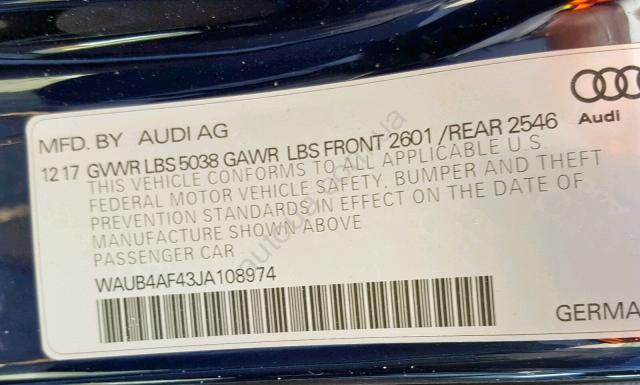 MFD. BY AUDI AG
Audi
12 17 GVWR LBS 5038 GAWR LBS FRONT 2601 /REAR 2546
THIS VEHICLE CONFORMS TO ALL APPLICABLE U.S.
FEDERAL MOTOR VEHICLE SAFETY, BUMPER AND THEFT
PREVENTION STANDARDS IN EFFECT ON THE DATE OF
MANUFACTURE SHOWN ABOVE
PASSENGER CAR
WAUB4AF43JA108974
GERMA